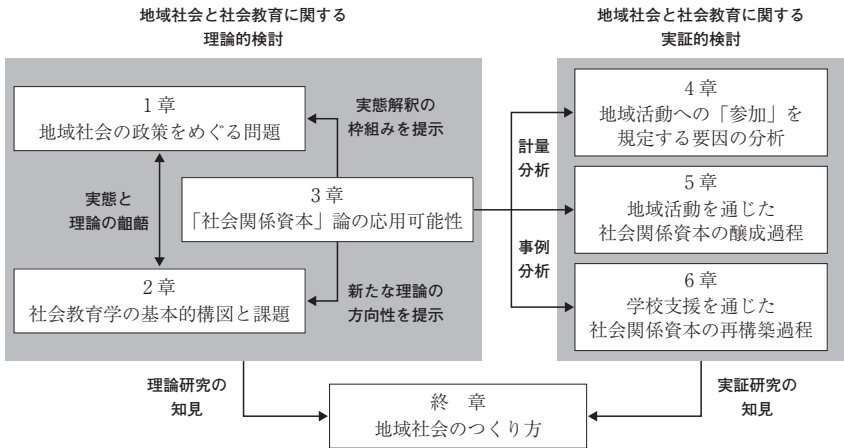 地域社会と社会教育に関する
理論的検討
1章
地域社会の政策をめぐる問題
実態解釈の
枠組みを提示
実態と
理論の齟齬
3章
「社会関係資本」論の応用可能性
2章
社会教育学の基本的構図と課題
新たな理論の
方向性を提示
地域社会と社会教育に関する
実証的検討
計量
分析
4章
地域活動への「参加」を
規定する要因の分析
5章
地域活動を通じた
社会関係資本の醸成過程
事例
分析
6章
学校支援を通じた
社会関係資本の再構築過程
理論研究の
知見
実証研究の
知見
終　章
地域社会のつくり方